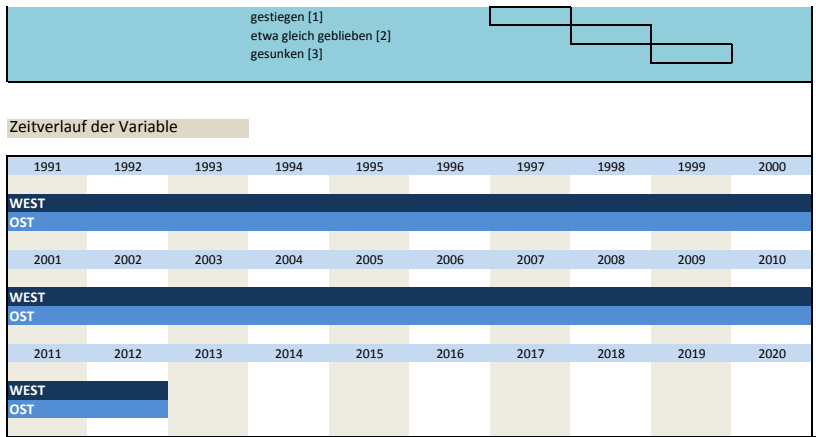 gestiegen [1]
etwa gleich geblieben [2]
gesunken [3]
Zeitverlauf der Variable
1991 1992 1993 1994 1995 1996 1997 1998 1999 2000
WEST
OST
2001 2002 2003 2004 2005 2006 2007 2008 2009 2010
WEST
OST
2011 2012 2013 2014 2015 2016 2017 2018 2019 2020
WEST
OST